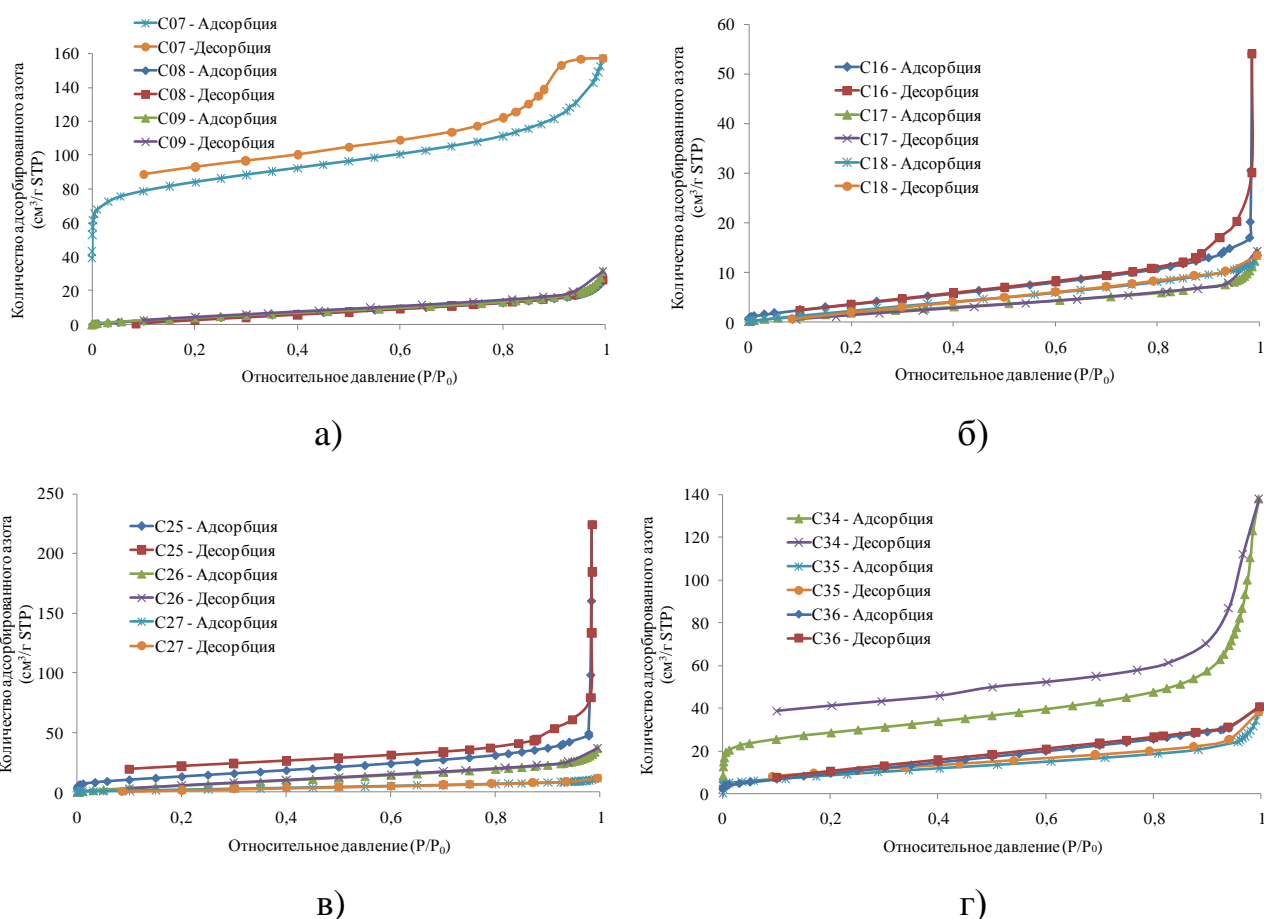 C07 - Адсорбция
C07 - Десорбция
C08 - Адсорбция
C08 - Десорбция
C09 - Адсорбция
C09 - Десорбция
Количество адсорбированного азота
(см³/г STP)
160
140
120
100
80
60
40
20
0
0
0,2
0,4
0,6
0,8
1
Относительное давление (P/P₀)
а)
C16 - Адсорбция
C16 - Десорбция
C17 - Адсорбция
C17 - Десорбция
C18 - Адсорбция
C18 - Десорбция
Количество адсорбированного азота
(см³/г STP)
60
50
40
30
20
10
0
0
0,2
0,4
0,6
0,8
1
Относительное давление (P/P₀)
б)
C25 - Адсорбция
C25 - Десорбция
C26 - Адсорбция
C26 - Десорбция
C27 - Адсорбция
C27 - Десорбция
Количество адсорбированного азота
(см³/г STP)
250
200
150
100
50
0
0
0,2
0,4
0,6
0,8
1
Относительное давление (P/P₀)
в)
C34 - Адсорбция
C34 - Десорбция
C35 - Адсорбция
C35 - Десорбция
C36 - Адсорбция
C36 - Десорбция
Количество адсорбированного азота
(см³/г STP)
140
120
100
80
60
40
20
0
0
0,2
0,4
0,6
0,8
1
Относительное давление (P/P₀)
г)